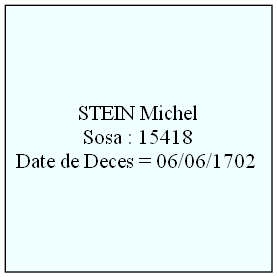 STEIN Michel
Sosa : 15418
Date de Deces = 06/06/1702